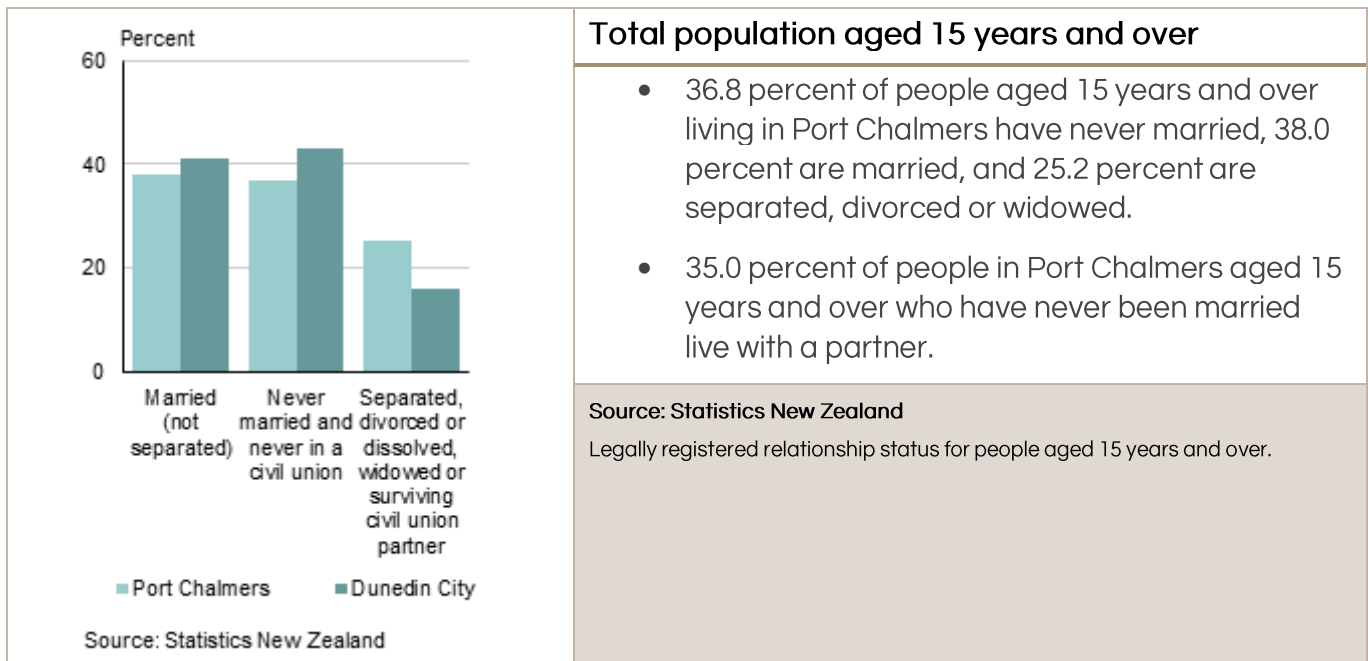 Percent
60
40
20
0
Married
(not
separated)
Never
married and
never in a
civil union
Separated,
divorced or
dissolved,
widowed or
surviving
civil union
partner
Port Chalmers
Dunedin City
Source: Statistics New Zealand
Total population aged 15 years and over
• 36.8 percent of people aged 15 years and over
living in Port Chalmers have never married, 38.0
percent are married, and 25.2 percent are
separated, divorced or widowed.
• 35.0 percent of people in Port Chalmers aged 15
years and over who have never been married
live with a partner.
Source: Statistics New Zealand
Legally registered relationship status for people aged 15 years and over.